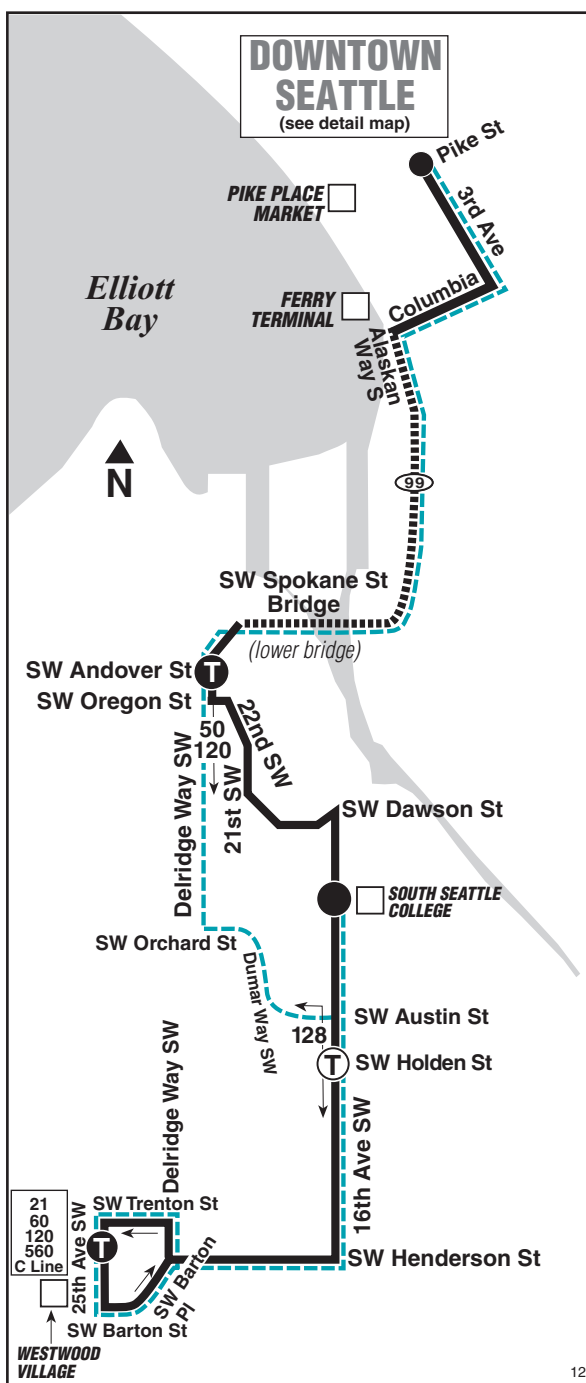 DOWNTOWN
SEATTLE
(see detail map)
Pike St
PIKE PLACE
MARKET
3rd Ave
Elliott
Bay
FERRY
TERMINAL
Columbia
Alaskan
Way S
N
99
SW Spokane St
Bridge
(lower bridge)
SW Andover St
T
SW Oregon St
50
120
22nd SW
21st SW
Delridge Way SW
SW Dawson St
SOUTH SEATTLE
COLLEGE
SW Orchard St
Dumar Way SW
SW Austin St
128
T
SW Holden St
Delridge Way SW
16th Ave SW
21
60
120
560
C Line
25th Ave SW
SW Trenton St
T
SW Barton
Pl
SW Henderson St
SW Barton St
WESTWOOD
VILLAGE
12